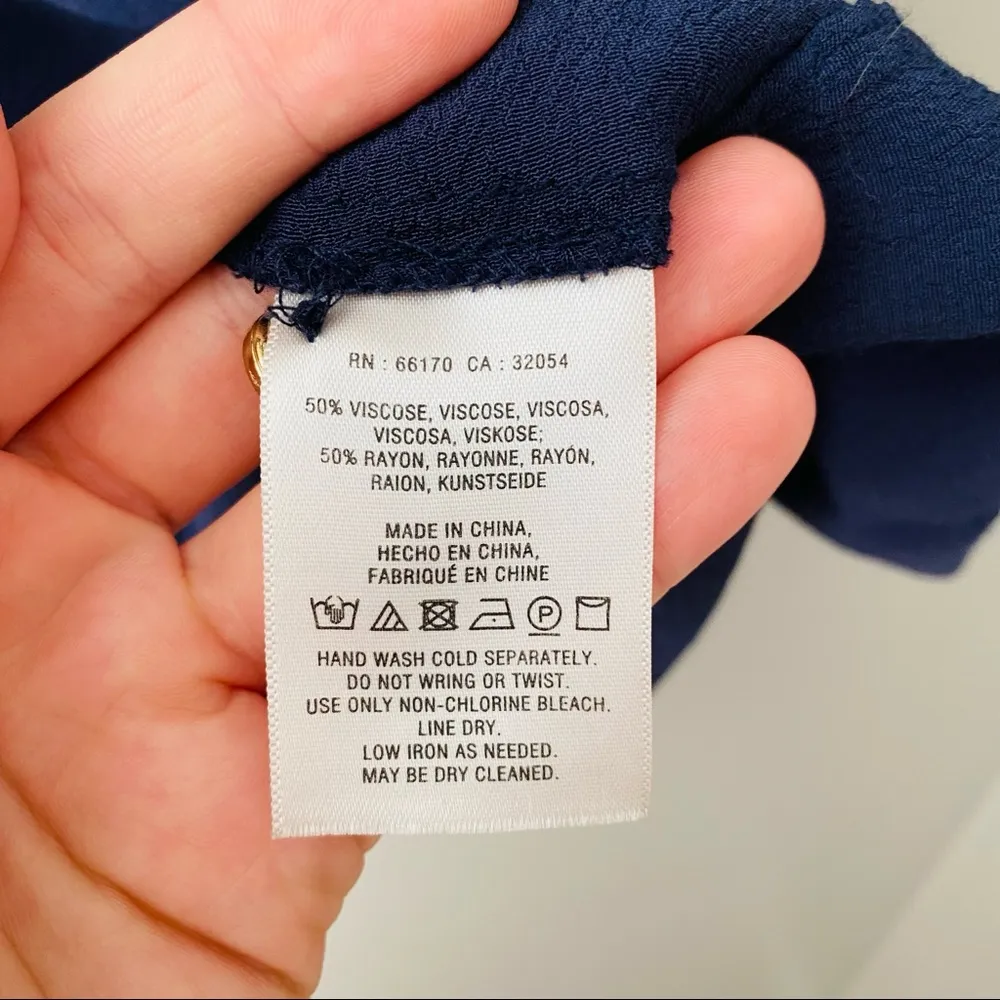 RN : 66170 CA : 32054
50% VISCOSE, VISCOSE, VISCOSA,
VISCOSA, VISKOSE;
50% RAYON, RAYONNE, RAYÓN,
RAION, KUNSTSEIDE
MADE IN CHINA,
HECHO EN CHINA,
FABRIQUÉ EN CHINE
P
HAND WASH COLD SEPARATELY.
DO NOT WRING OR TWIST.
USE ONLY NON-CHLORINE BLEACH.
LINE DRY.
LOW IRON AS NEEDED.
MAY BE DRY CLEANED.